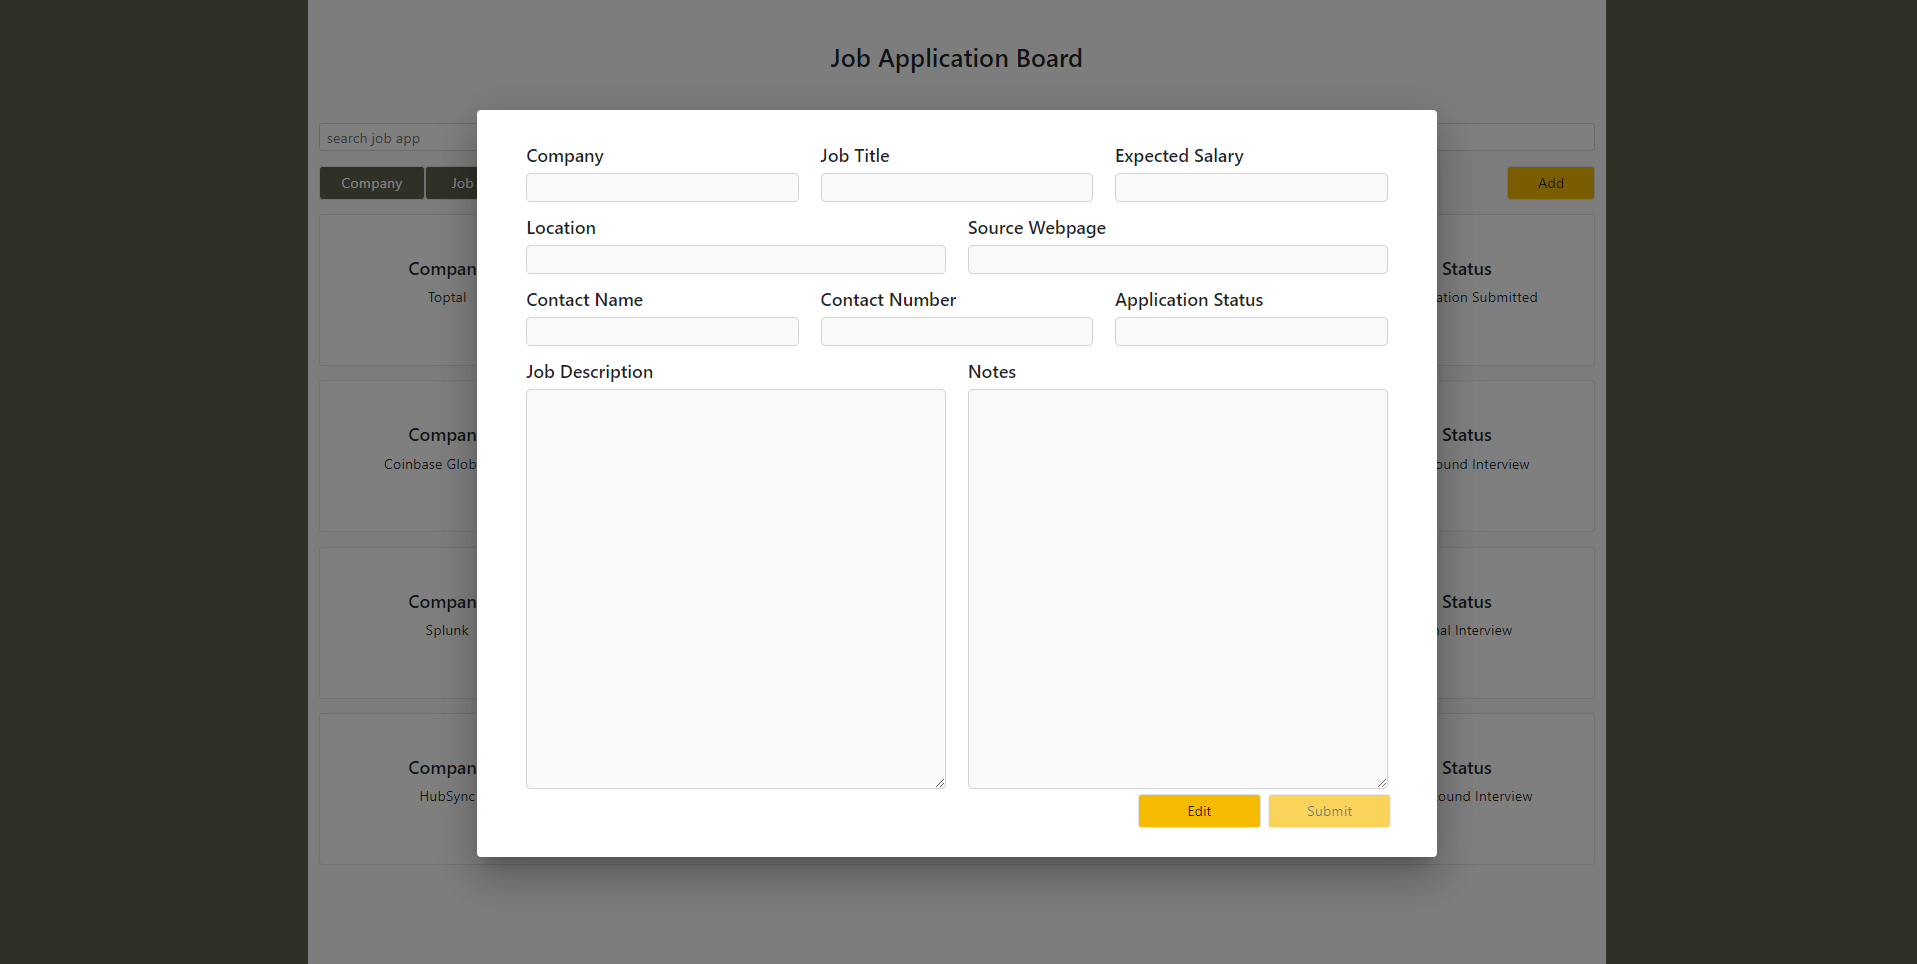 Job Application Board
search job app
Company Job Add
Company Job Title Expected Salary
Location Source Webpage
Contact Name Contact Number Application Status
Job Description Notes
Edit Submit
Compan Status
Toptal ation Submitted
Compan Status
Coinbase Glob ound Interview
Compan Status
Splunk nal Interview
Compan Status
HubSync ound Interview